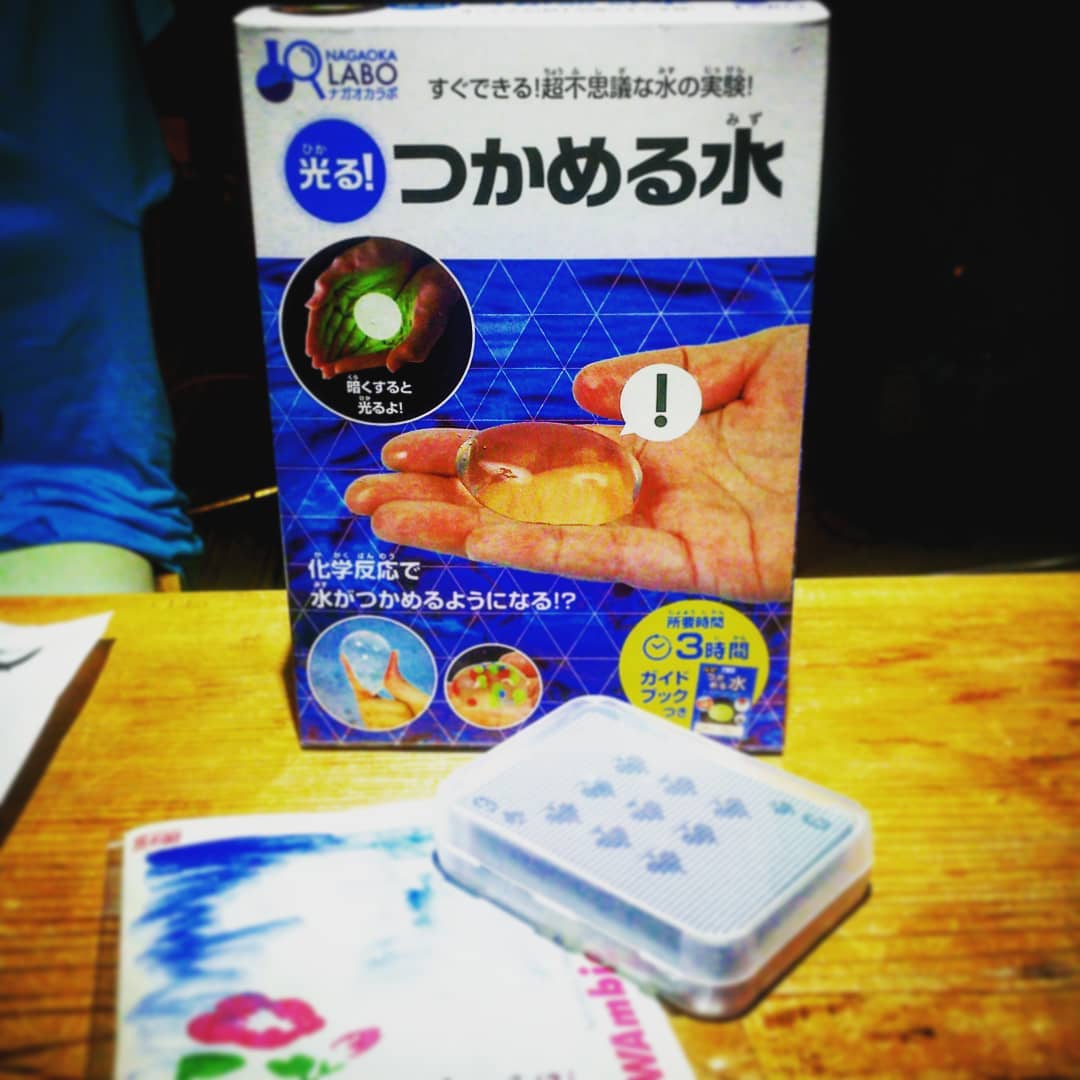 NAGAOKA
LABO
ナガオカラボ
すぐできる!超不思議な水の実験!
光る!
つかめる水
暗くすると
光るよ!
!
化学反応で
水がつかめるようになる!?
所要時間
3時間
ガイド
ブック
つき
WAmbi